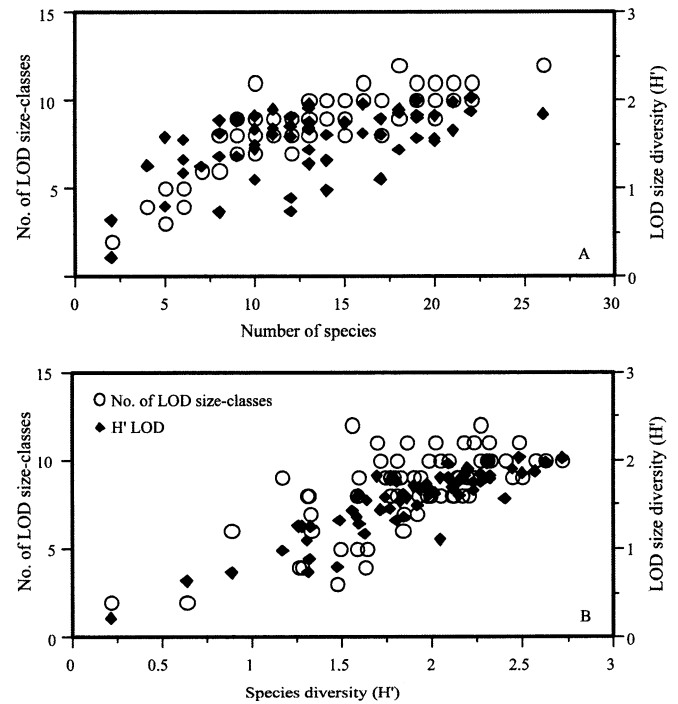 15
10
5
0
No. of LOD size-classes
3
2
1
0
LOD size diversity (H')
A
0 5 10 15 20 25 30
Number of species
15
10
5
0
No. of LOD size-classes
No. of LOD size-classes
H' LOD
3
2
1
0
LOD size diversity (H')
B
0 0.5 1 1.5 2 2.5 3
Species diversity (H')